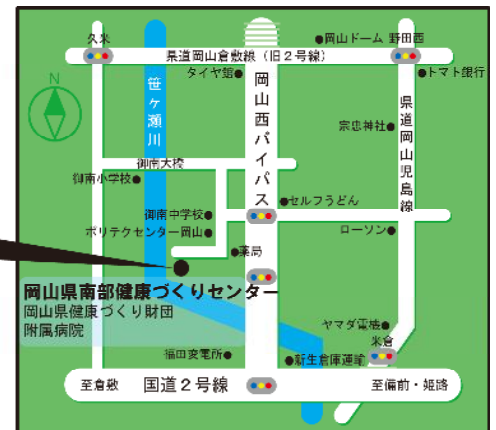 久米
●岡山ドーム 野田西
県道岡山倉敷線（旧２号線）
タイヤ館●
●トマト銀行
N
笹ヶ瀬川
岡山西バイパス
県道岡山児島線
宗忠神社●
御南大橋
御南小学校●
●セルフうどん
御南中学校●
ポリテクセンター岡山●
ローソン●
●薬局
岡山県南部健康づくりセンター
岡山県健康づくり財団
附属病院
ヤマダ電機●
米倉
福田変電所●
●新生倉庫運輸
至倉敷
国道２号線
至備前・姫路